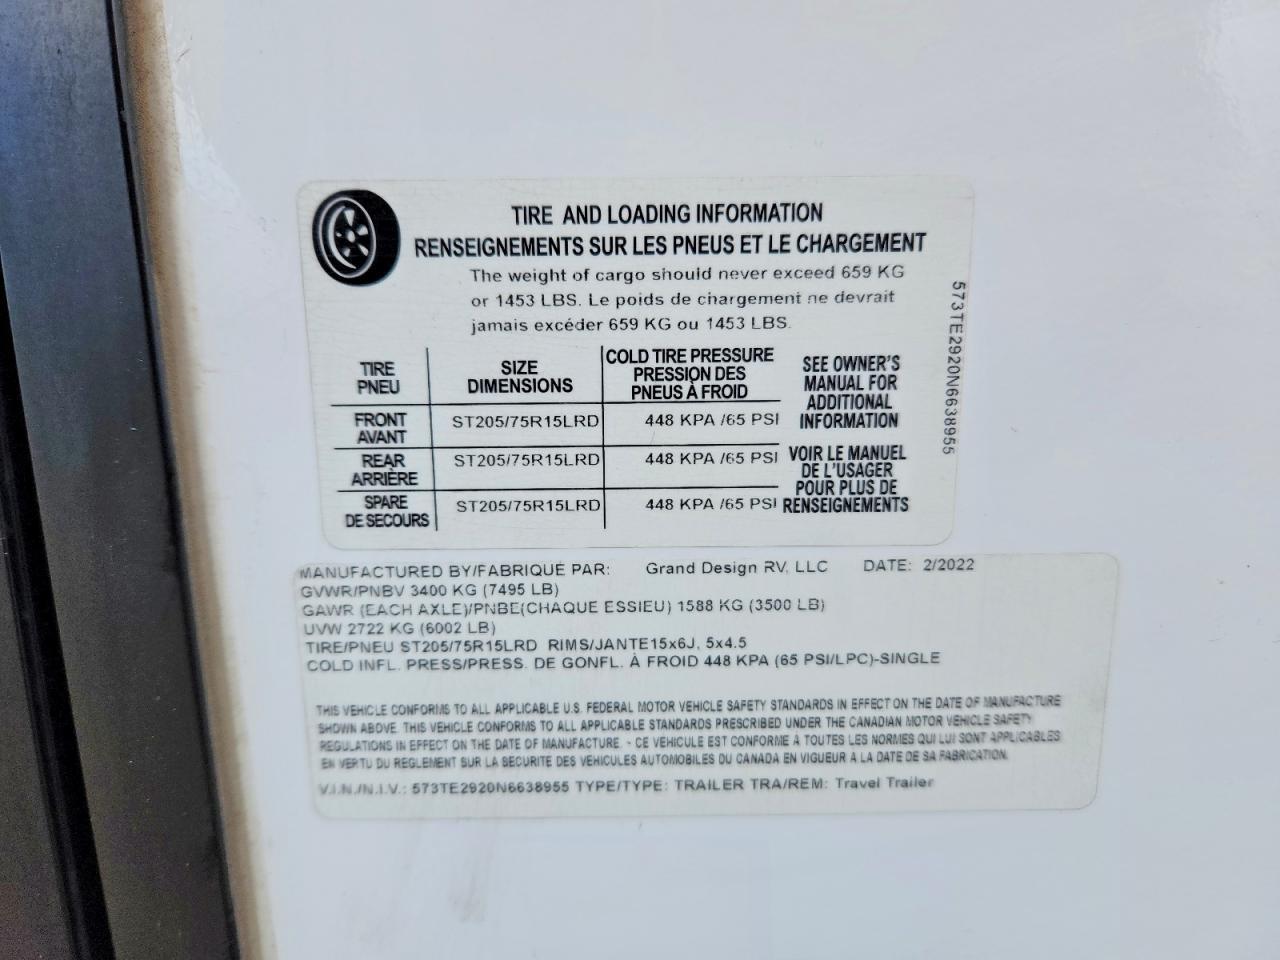 TIRE AND LOADING INFORMATION
RENSEIGNEMENTS SUR LES PNEUS ET LE CHARGEMENT
The weight of cargo should never exceed 659 KG
or 1453 LBS. Le poids de chargement ne devrait
jamais excéder 659 KG ou 1453 LBS.
TIRE
PNEU
SIZE
DIMENSIONS
COLD TIRE PRESSURE
PRESSION DES
PNEUS À FROID
SEE OWNER'S
MANUAL FOR
ADDITIONAL
INFORMATION
FRONT
AVANT
ST205/75R15LRD
448 KPA /65 PSI
REAR
ARRIÈRE
ST205/75R15LRD
448 KPA /65 PSI
VOIR LE MANUEL
DE L'USAGER
POUR PLUS DE
RENSEIGNEMENTS
SPARE
DE SECOURS
ST205/75R15LRD
448 KPA /65 PSI
573TE2920N6638955
MANUFACTURED BY/FABRIQUE PAR: Grand Design RV, LLC DATE: 2/2022
GVWR/PNBV 3400 KG (7495 LB)
GAWR (EACH AXLE)/PNBE(CHAQUE ESSIEU) 1588 KG (3500 LB)
UVW 2722 KG (6002 LB)
TIRE/PNEU ST205/75R15LRD RIMS/JANTE15x6J, 5x4.5
COLD INFL. PRESS/PRESS. DE GONFL. À FROID 448 KPA (65 PSI/LPC)-SINGLE
THIS VEHICLE CONFORMS TO ALL APPLICABLE U.S. FEDERAL MOTOR VEHICLE SAFETY STANDARDS IN EFFECT ON THE DATE OF MANUFACTURE
SHOWN ABOVE. THIS VEHICLE CONFORMS TO ALL APPLICABLE STANDARDS PRESCRIBED UNDER THE CANADIAN MOTOR VEHICLE SAFETY
REGULATIONS IN EFFECT ON THE DATE OF MANUFACTURE. - CE VEHICULE EST CONFORME À TOUTES LES NORMES QUI LUI SONT APPLICABLES
EN VERTU DU REGLEMENT SUR LA SECURITE DES VEHICULES AUTOMOBILES DU CANADA EN VIGUEUR A LA DATE DE SA FABRICATION.
V.I.N./N.I.V.: 573TE2920N6638955 TYPE/TYPE: TRAILER TRA/REM: Travel Trailer